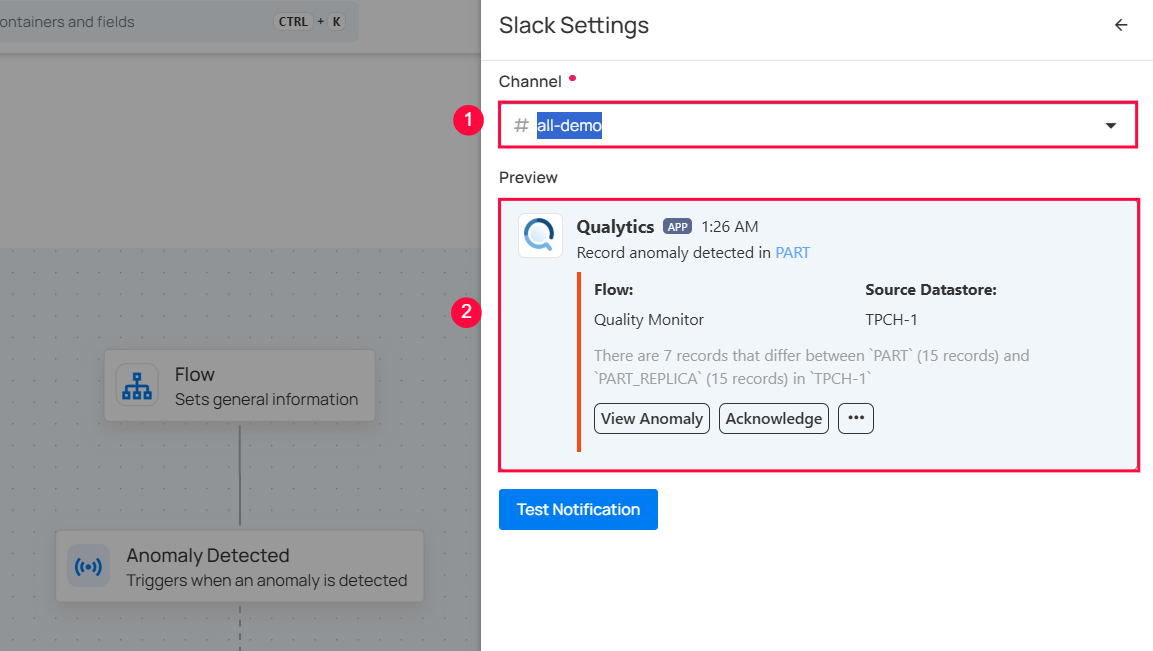 ontainers and fields
CTRL + K
Flow
Sets general information
Anomaly Detected
Triggers when an anomaly is detected
Slack Settings
Channel
1
# all-demo
Preview
2
Qualytics APP 1:26 AM
Record anomaly detected in PART
Flow: Source Datastore:
Quality Monitor TPCH-1
There are 7 records that differ between `PART` (15 records) and
`PART_REPLICA` (15 records) in `TPCH-1`
View Anomaly Acknowledge ···
Test Notification